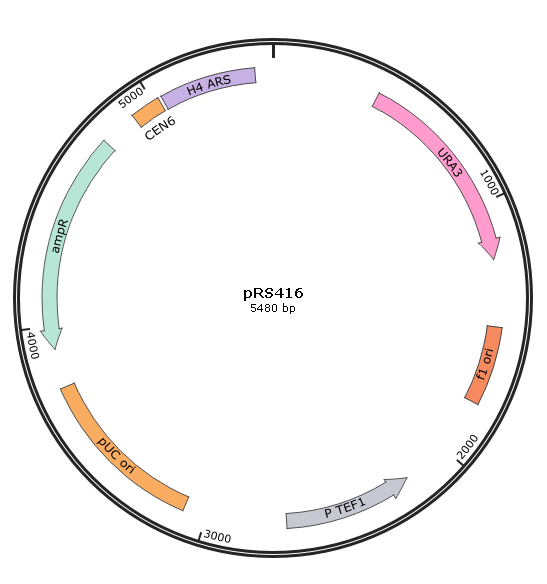 H4 ARS
5000
CEN6
URA3
1000
ampR
pRS416
5480 bp
4000
f1 ori
pUC ori
2000
P TEF1
3000